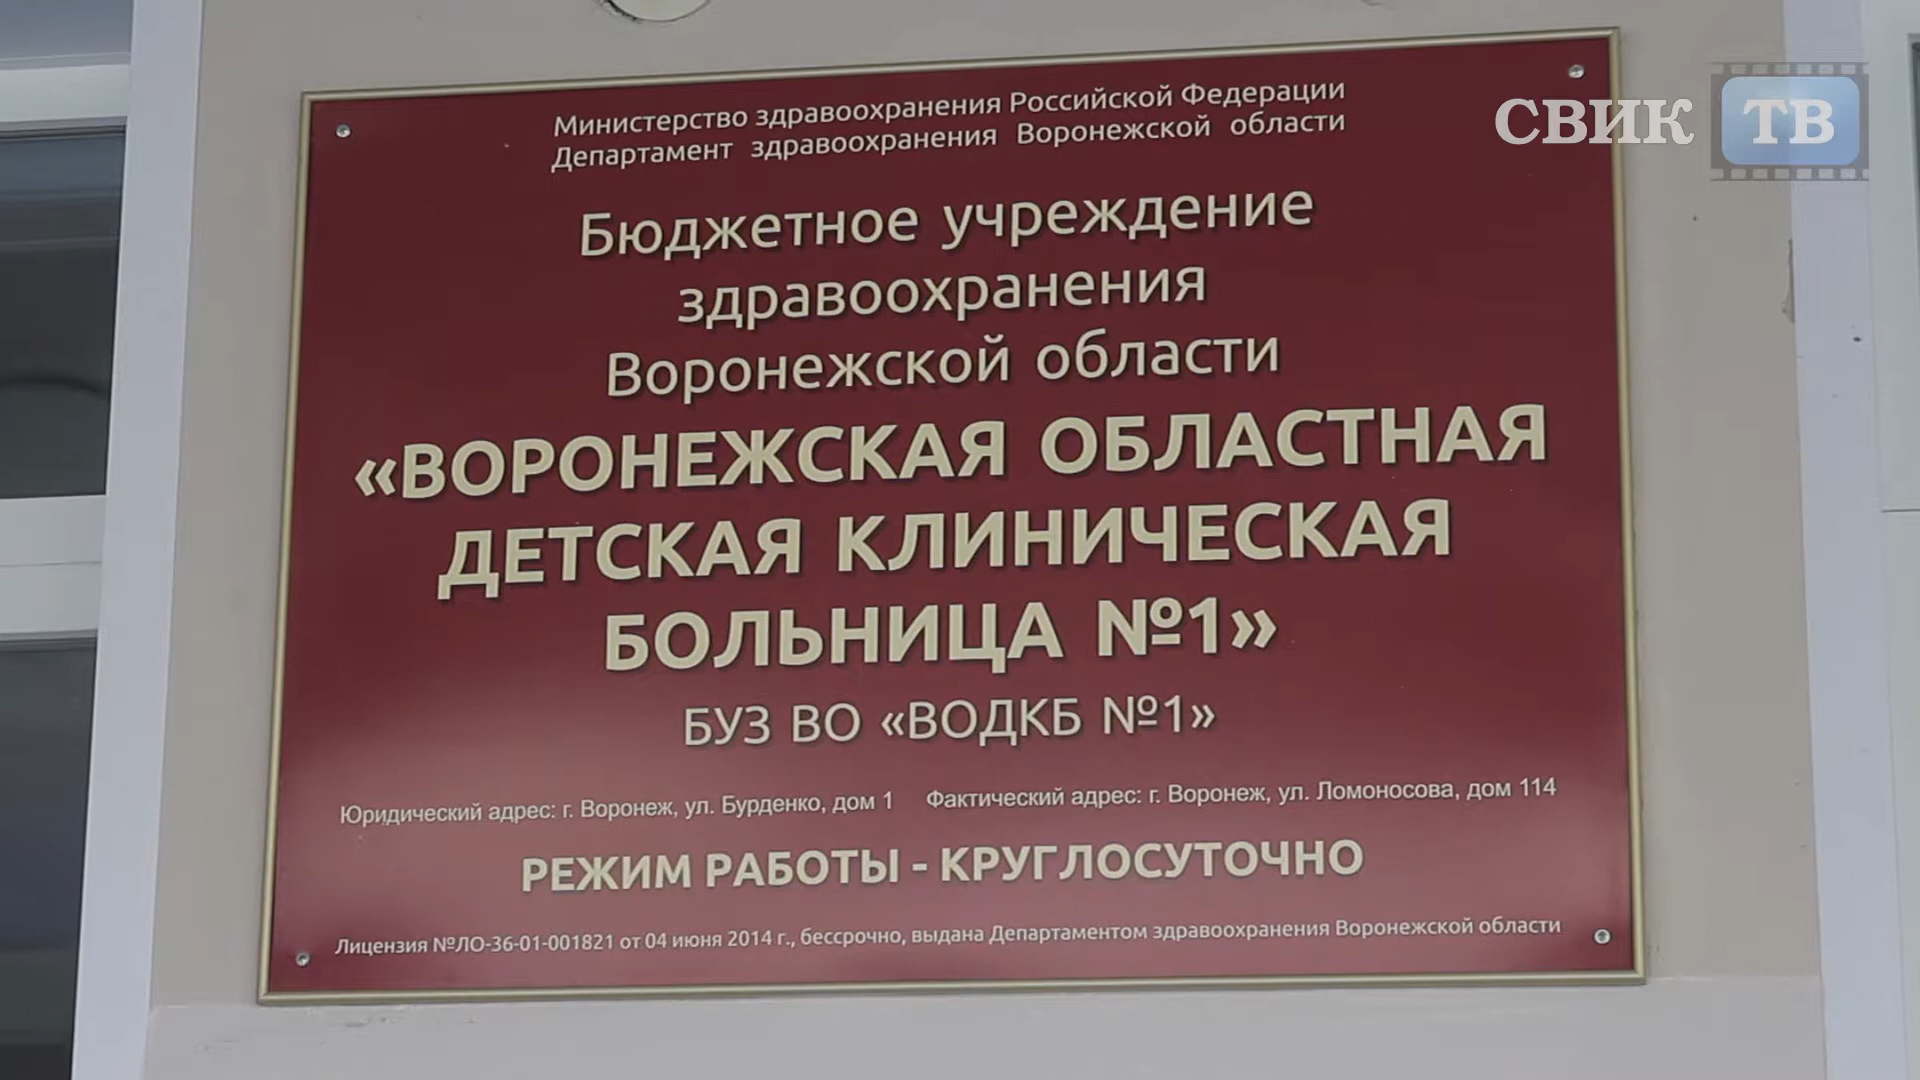 СВИК ТВ
Министерство здравоохранения Российской Федерации
Департамент здравоохранения Воронежской области
Бюджетное учреждение
здравоохранения
Воронежской области
«ВОРОНЕЖСКАЯ ОБЛАСТНАЯ
ДЕТСКАЯ КЛИНИЧЕСКАЯ
БОЛЬНИЦА №1»
БУЗ ВО «ВОДКБ №1»
Юридический адрес: г. Воронеж, ул. Бурденко, дом 1 Фактический адрес: г. Воронеж, ул. Ломоносова, дом 114
РЕЖИМ РАБОТЫ - КРУГЛОСУТОЧНО
Лицензия №ЛО-36-01-001821 от 04 июня 2014 г., бессрочно, выдана Департаментом здравоохранения Воронежской области